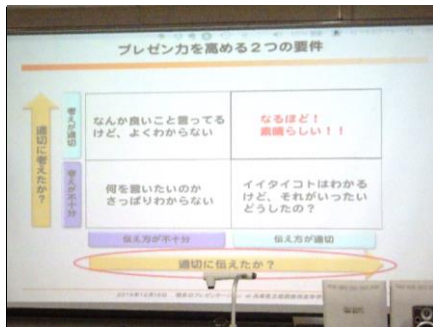 プレゼン力を高める2つの要件
適切に考えたか？
考えが適切
なんか良いこと言ってる
けど、よくわからない
なるほど！
素晴らしい！！
考えが不十分
何を言いたいのか
さっぱりわからない
イイタイコトはわかる
けど、それがいったい
どうしたの？
伝え方が不十分
伝え方が適切
適切に伝えたか？